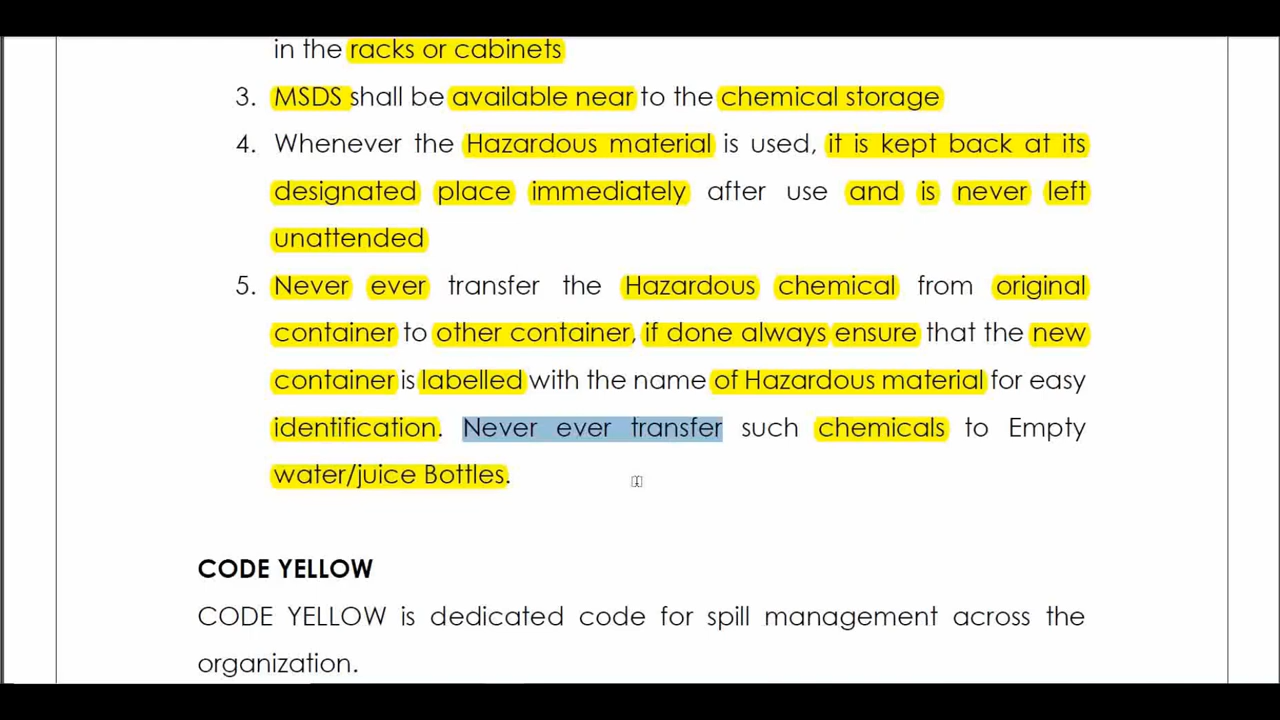 in the racks or cabinets
3. MSDS shall be available near to the chemical storage
4. Whenever the Hazardous material is used, it is kept back at its
designated place immediately after use and is never left
unattended
5. Never ever transfer the Hazardous chemical from original
container to other container, if done always ensure that the new
container is labelled with the name of Hazardous material for easy
identification. Never ever transfer such chemicals to Empty
water/juice Bottles.
CODE YELLOW
CODE YELLOW is dedicated code for spill management across the
organization.